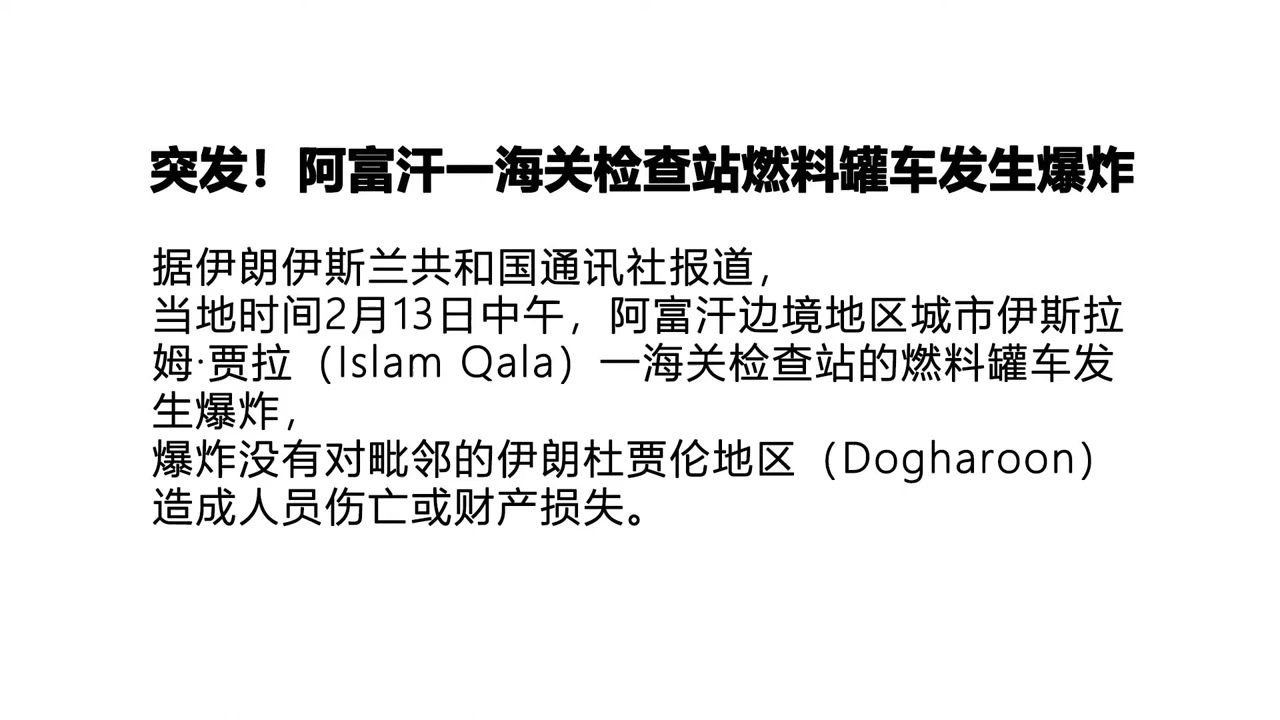 突发！阿富汗一海关检查站燃料罐车发生爆炸
据伊朗伊斯兰共和国通讯社报道，
当地时间2月13日中午，阿富汗边境地区城市伊斯拉
姆·贾拉（Islam Qala）一海关检查站的燃料罐车发
生爆炸，
爆炸没有对毗邻的伊朗杜贾伦地区（Dogharoon）
造成人员伤亡或财产损失。